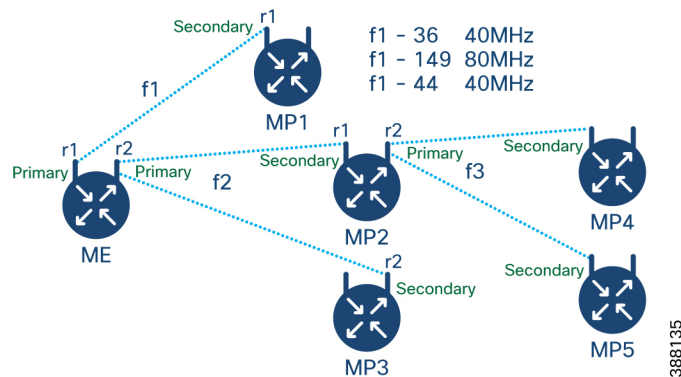 r1
Secondary
f1 - 36 40MHz
f1 - 149 80MHz
f1 - 44 40MHz
f1
MP1
r1
r2
Primary
Primary
ME
f2
r1
r2
Secondary
Primary
f3
MP2
Secondary
MP4
r2
Secondary
MP3
Secondary
MP5
388135